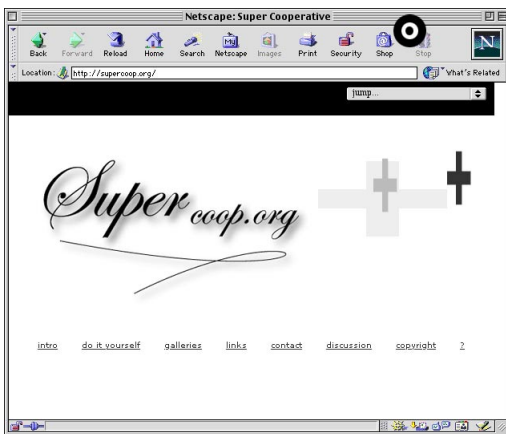 Netscape: Super Cooperative
Back Forward Reload Home Search Netscape Images Print Security Shop Stop
My
N
Location: http://supercoop.org/ What's Related
jump...
Super coop.org
intro do it yourself galleries links contact discussion copyright ?